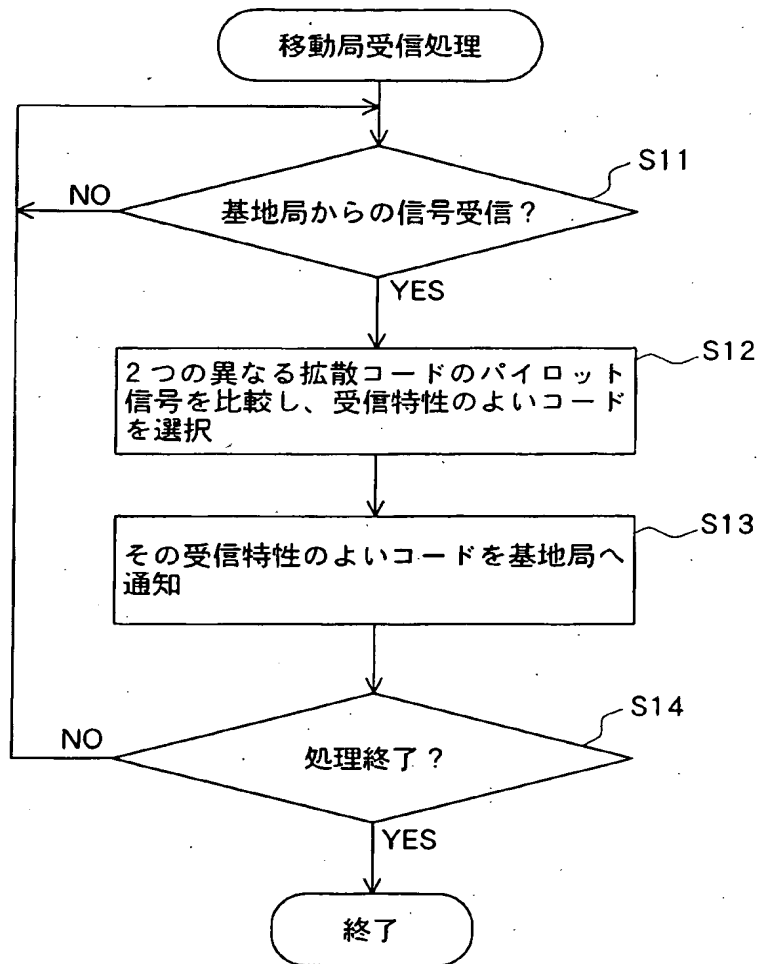 移動局受信処理
S11
NO
基地局からの信号受信？
YES
S12
2つの異なる拡散コードのパイロット
信号を比較し、受信特性のよいコード
を選択
S13
その受信特性のよいコードを基地局へ
通知
S14
NO
処理終了？
YES
終了